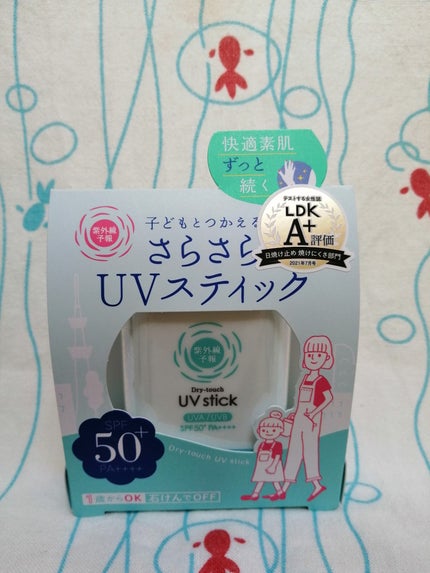 快適素肌
ずっと
続く
紫外線
予報
子どもとつかえる
さらさら
UVスティック
テストする女性誌
LDK
A+評価
日焼け止め 焼けにくさ部門
2021年7月号
紫外線
予報
Dry-touch
UV stick
UVA/UVB
SPF50+ PA++++
SPF
50+
PA++++
Dry-touch UV stick
1歳からOK 石けんでOFF